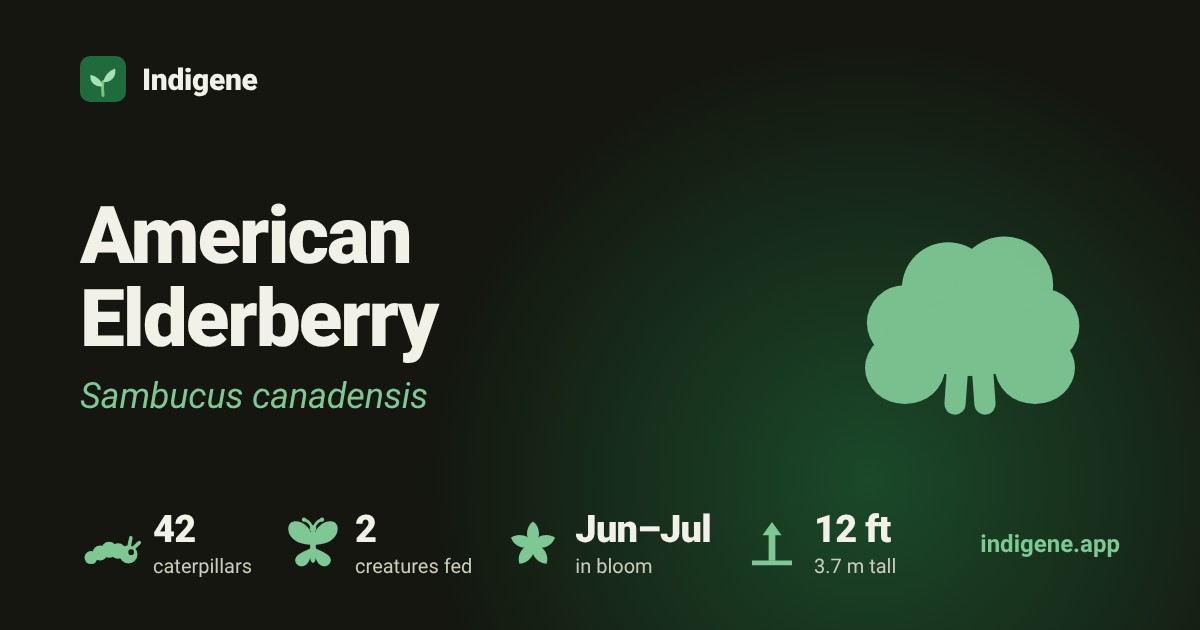 Indigene
American
Elderberry
Sambucus canadensis
42
caterpillars
2
creatures fed
Jun–Jul
in bloom
12 ft
3.7 m tall
indigene.app